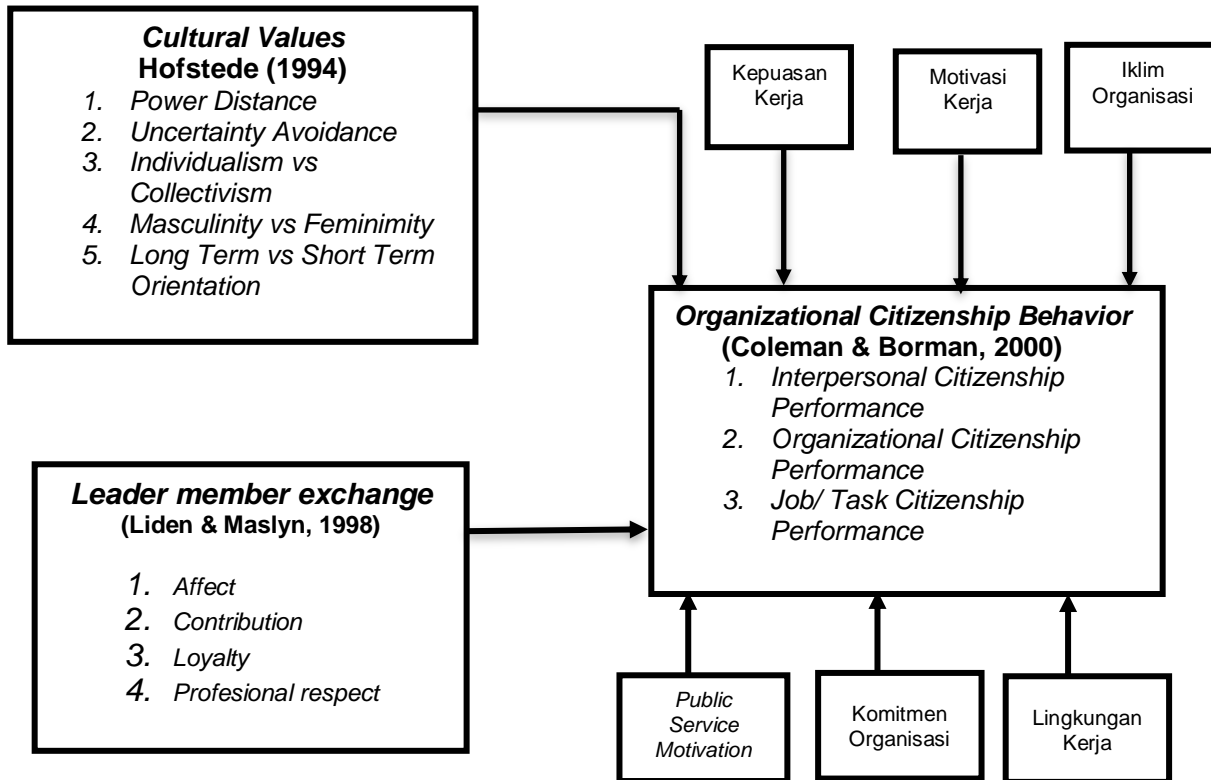 Cultural Values
Hofstede (1994)
1. Power Distance
2. Uncertainty Avoidance
3. Individualism vs
Collectivism
4. Masculinity vs Feminimity
5. Long Term vs Short Term
Orientation
Kepuasan
Kerja
Motivasi
Kerja
Iklim
Organisasi
Organizational Citizenship Behavior
(Coleman & Borman, 2000)
1. Interpersonal Citizenship
Performance
2. Organizational Citizenship
Performance
3. Job/ Task Citizenship
Performance
Leader member exchange
(Liden & Maslyn, 1998)
1. Affect
2. Contribution
3. Loyalty
4. Profesional respect
Public
Service
Motivation
Komitmen
Organisasi
Lingkungan
Kerja